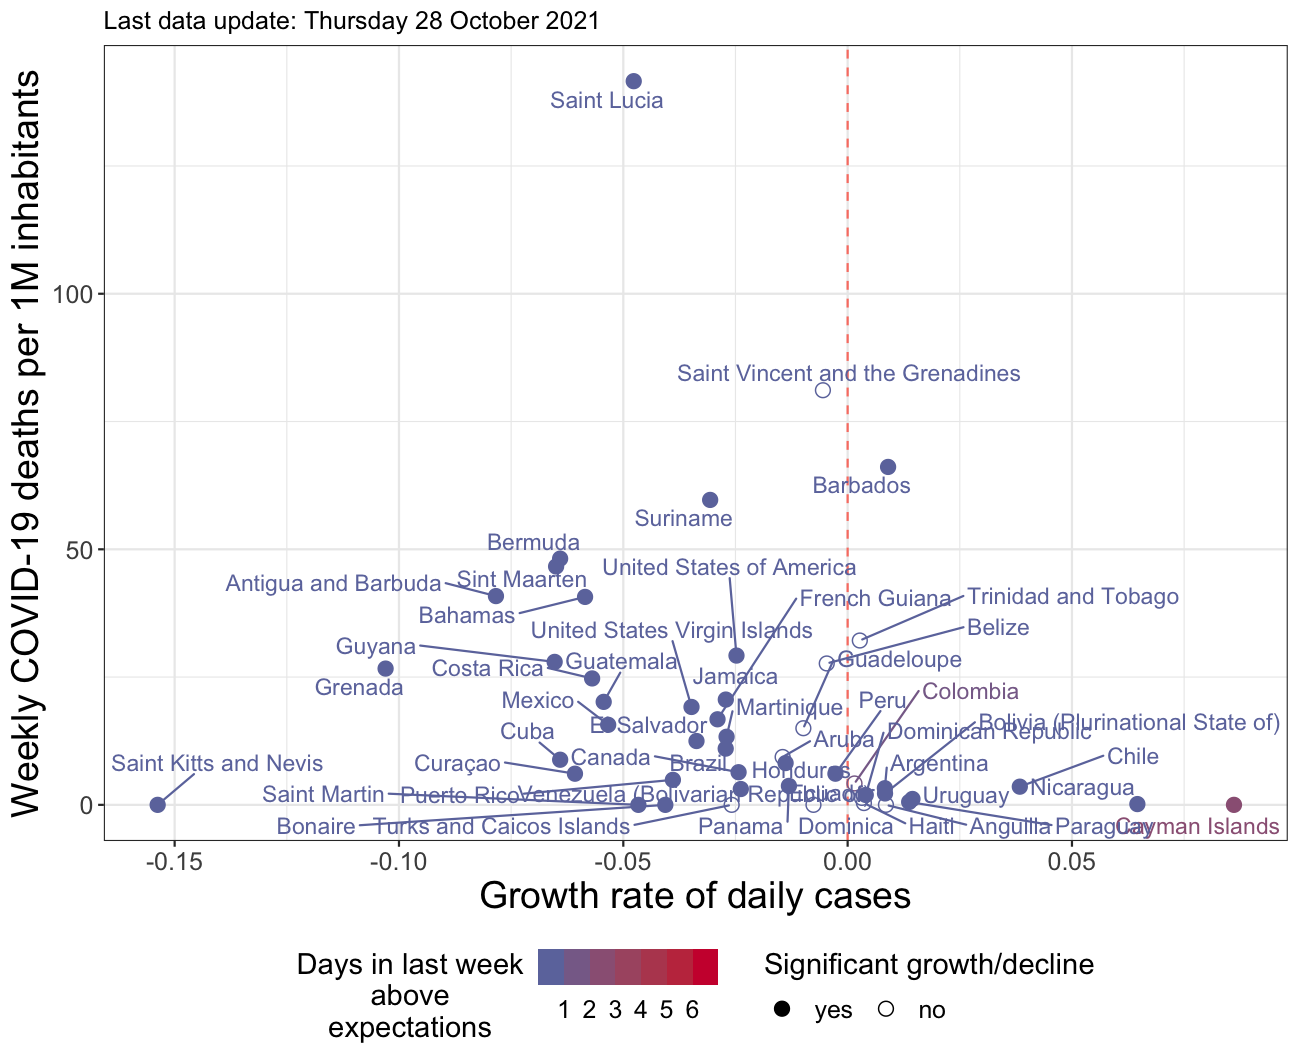 Last data update: Thursday 28 October 2021
Weekly COVID-19 deaths per 1M inhabitants
Saint Lucia
100
Saint Vincent and the Grenadines
Barbados
Suriname
50
Bermuda
United States of America
Sint Maarten
Antigua and Barbuda
Trinidad and Tobago
French Guiana
Bahamas
Belize
United States Virgin Islands
Guyana
Guadeloupe
Guatemala
Costa Rica
Jamaica
Grenada
Colombia
Mexico
Peru
Martinique
Bolivia (Plurinational State of)
El Salvador
Cuba
Dominican Republic
Aruba
Canada
Chile
Saint Kitts and Nevis
Curaçao
Brazil
Argentina
Honduras
Nicaragua
Saint Martin
Puerto Rico
Venezuela (Bolivarian Republic of)
Ecuador
Uruguay
0
Bonaire
Turks and Caicos Islands
Panama
Dominica
Haiti
Anguilla
Paraguay
Cayman Islands
-0.15
-0.10
-0.05
0.00
0.05
Growth rate of daily cases
Days in last week
above
expectations
1 2 3 4 5 6
Significant growth/decline
yes
no